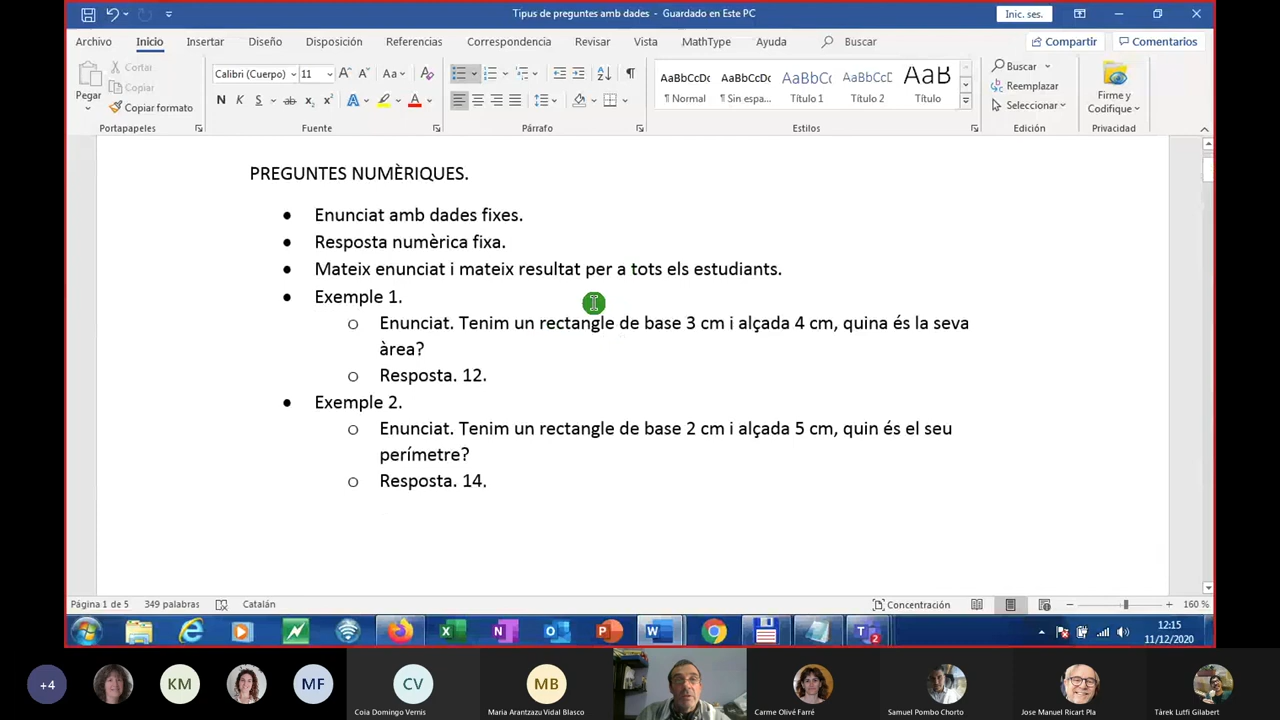 Tipus de preguntes amb dades - Guardado en Este PC
Inic. ses.
Archivo Inicio Insertar Diseño Disposición Referencias Correspondencia Revisar Vista MathType Ayuda Buscar Compartir Comentarios
Pegar
Cortar
Copiar
Copiar formato
Portapapeles
Calibri (Cuerpo) 11
Fuente
Párrafo
AaBbCcDc AaBbCcDc AaBbCc AaBbCcD AaB
¶ Normal ¶ Sin espa... Título 1 Título 2 Título
Estilos
Buscar
Reemplazar
Seleccionar
Edición
Firme y
Codifique
Privacidad
PREGUNTES NUMÈRIQUES.
• Enunciat amb dades fixes.
• Resposta numèrica fixa.
• Mateix enunciat i mateix resultat per a tots els estudiants.
• Exemple 1.
o Enunciat. Tenim un rectangle de base 3 cm i alçada 4 cm, quina és la seva
àrea?
o Resposta. 12.
• Exemple 2.
o Enunciat. Tenim un rectangle de base 2 cm i alçada 5 cm, quin és el seu
perímetre?
o Resposta. 14.
Página 1 de 5 349 palabras Catalán Concentración 160 %
12:15
11/12/2020
+4 KM MF CV MB
Coia Domingo Vernis
Maria Arantzazu Vidal Blasco
Carme Olivé Farré
Samuel Pombo Chorto
Jose Manuel Ricart Pla
Tárek Lutfi Gilabert